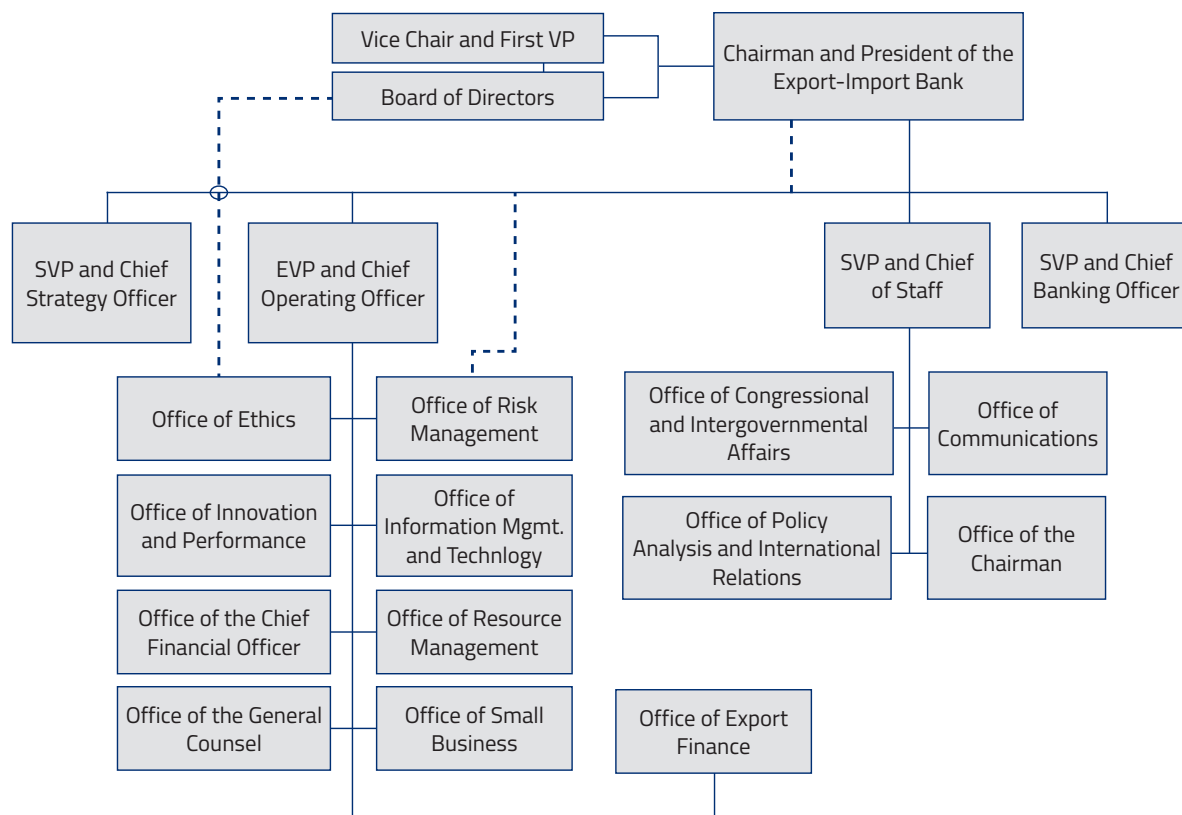 Vice Chair and First VP
Board of Directors
Chairman and President of the
Export-Import Bank
SVP and Chief
Strategy Officer
EVP and Chief
Operating Officer
SVP and Chief
of Staff
SVP and Chief
Banking Officer
Office of Ethics
Office of Risk
Management
Office of Congressional
and Intergovernmental
Affairs
Office of
Communications
Office of Innovation
and Performance
Office of
Information Mgmt.
and Technlogy
Office of Policy
Analysis and International
Relations
Office of the
Chairman
Office of the Chief
Financial Officer
Office of Resource
Management
Office of the General
Counsel
Office of Small
Business
Office of Export
Finance